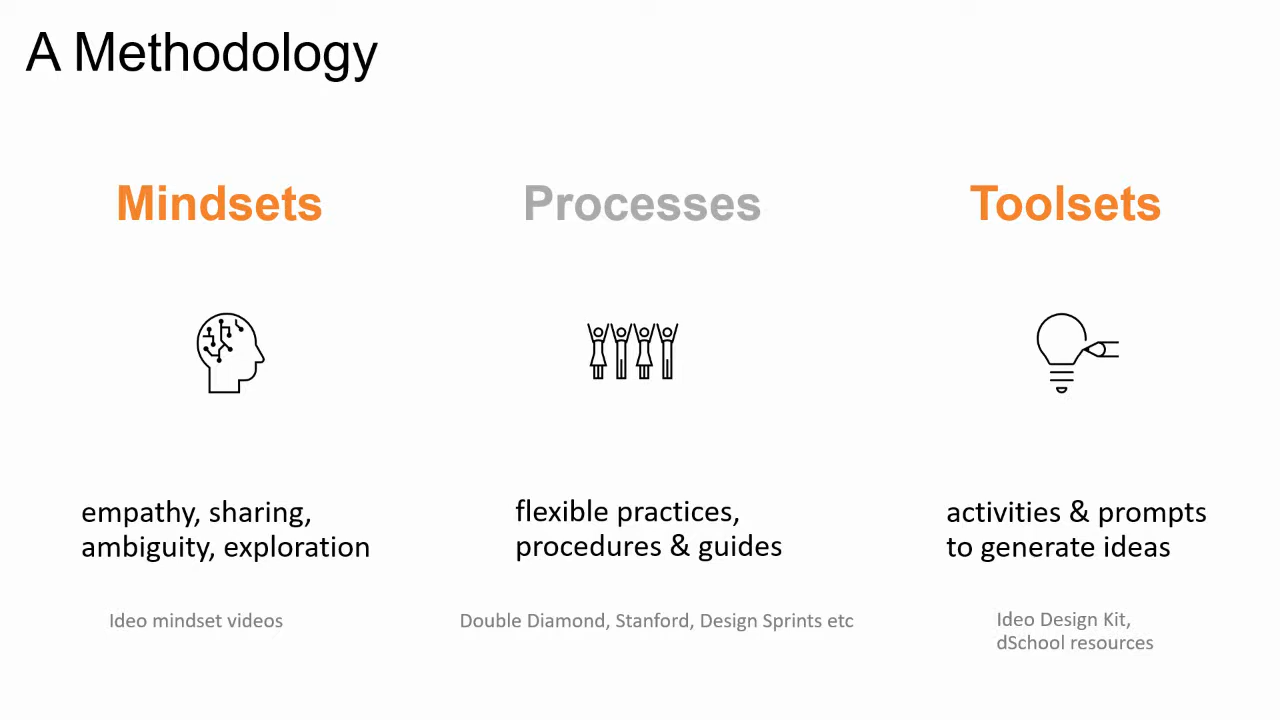 A Methodology
Mindsets
Processes
Toolsets
empathy, sharing,
ambiguity, exploration
flexible practices,
procedures & guides
activities & prompts
to generate ideas
Ideo mindset videos
Double Diamond, Stanford, Design Sprints etc
Ideo Design Kit,
dSchool resources